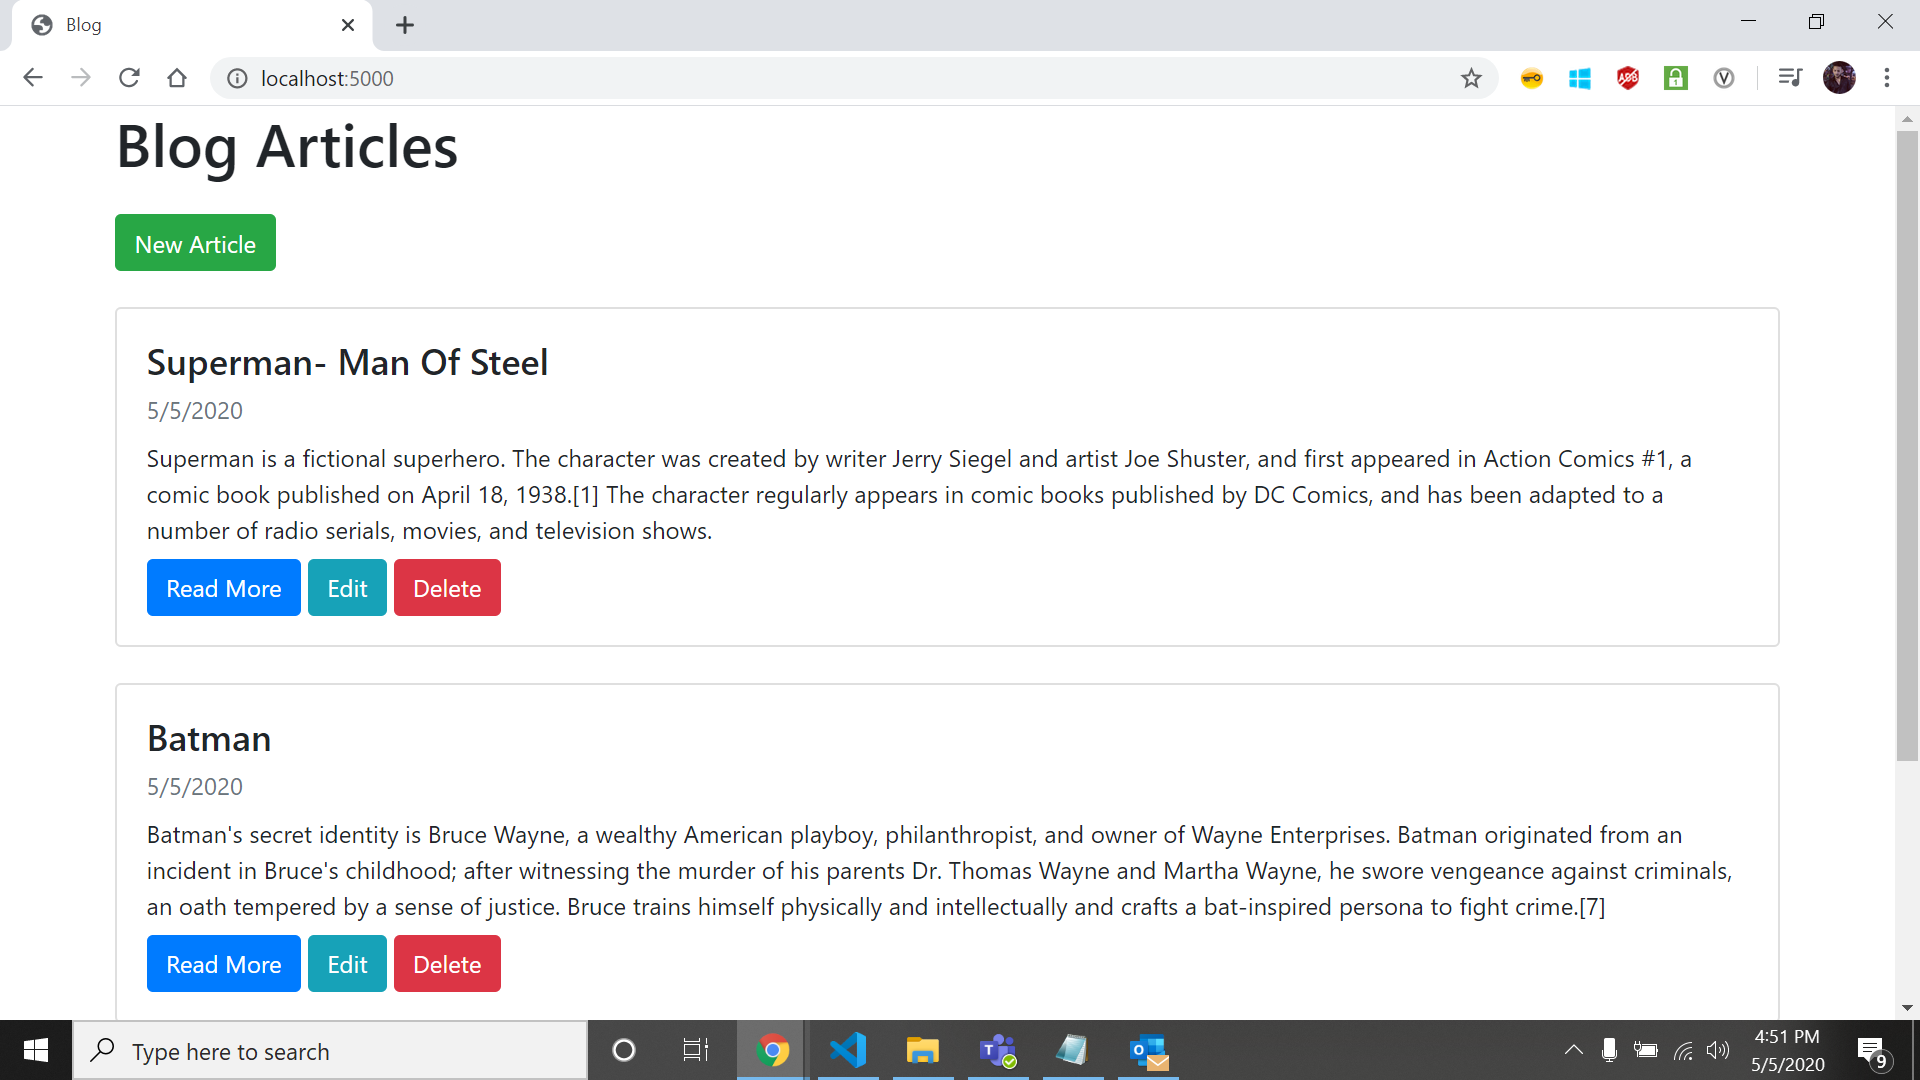 Blog
localhost:5000
ABP
V
Blog Articles
New Article
Superman- Man Of Steel
5/5/2020
Superman is a fictional superhero. The character was created by writer Jerry Siegel and artist Joe Shuster, and first appeared in Action Comics #1, a
comic book published on April 18, 1938.[1] The character regularly appears in comic books published by DC Comics, and has been adapted to a
number of radio serials, movies, and television shows.
Read More Edit Delete
Batman
5/5/2020
Batman's secret identity is Bruce Wayne, a wealthy American playboy, philanthropist, and owner of Wayne Enterprises. Batman originated from an
incident in Bruce's childhood; after witnessing the murder of his parents Dr. Thomas Wayne and Martha Wayne, he swore vengeance against criminals,
an oath tempered by a sense of justice. Bruce trains himself physically and intellectually and crafts a bat-inspired persona to fight crime.[7]
Read More Edit Delete
Type here to search
4:51 PM
5/5/2020
9